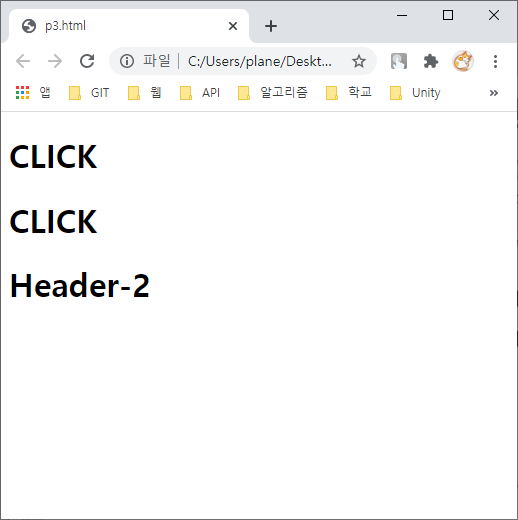 p3.html
파일 C:/Users/plane/Deskt...
앱 GIT 웹 API 알고리즘 학교 Unity »
CLICK
CLICK
Header-2